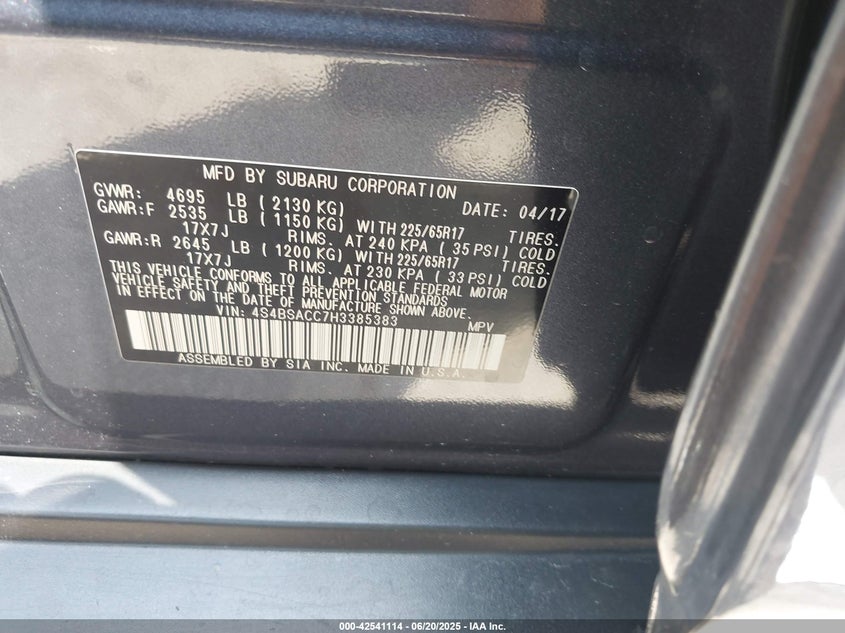 MFD BY SUBARU CORPORATION
GVWR: 4695 LB ( 2130 KG) DATE: 04/17
GAWR:F 2535 LB ( 1150 KG) WITH 225/65R17 TIRES.
17X7J RIMS. AT 240 KPA ( 35 PSI) COLD
GAWR:R 2645 LB ( 1200 KG) WITH 225/65R17 TIRES.
17X7J RIMS. AT 230 KPA ( 33 PSI) COLD
THIS VEHICLE CONFORMS TO ALL APPLICABLE FEDERAL MOTOR
VEHICLE SAFETY AND THEFT PREVENTION STANDARDS
IN EFFECT ON THE DATE OF MANUFACTURE SHOWN ABOVE.
VIN: 4S4BSACC7H3385383 MPV
ASSEMBLED BY SIA INC. MADE IN U.S.A.
000-42541114 - 06/20/2025 - IAA Inc.